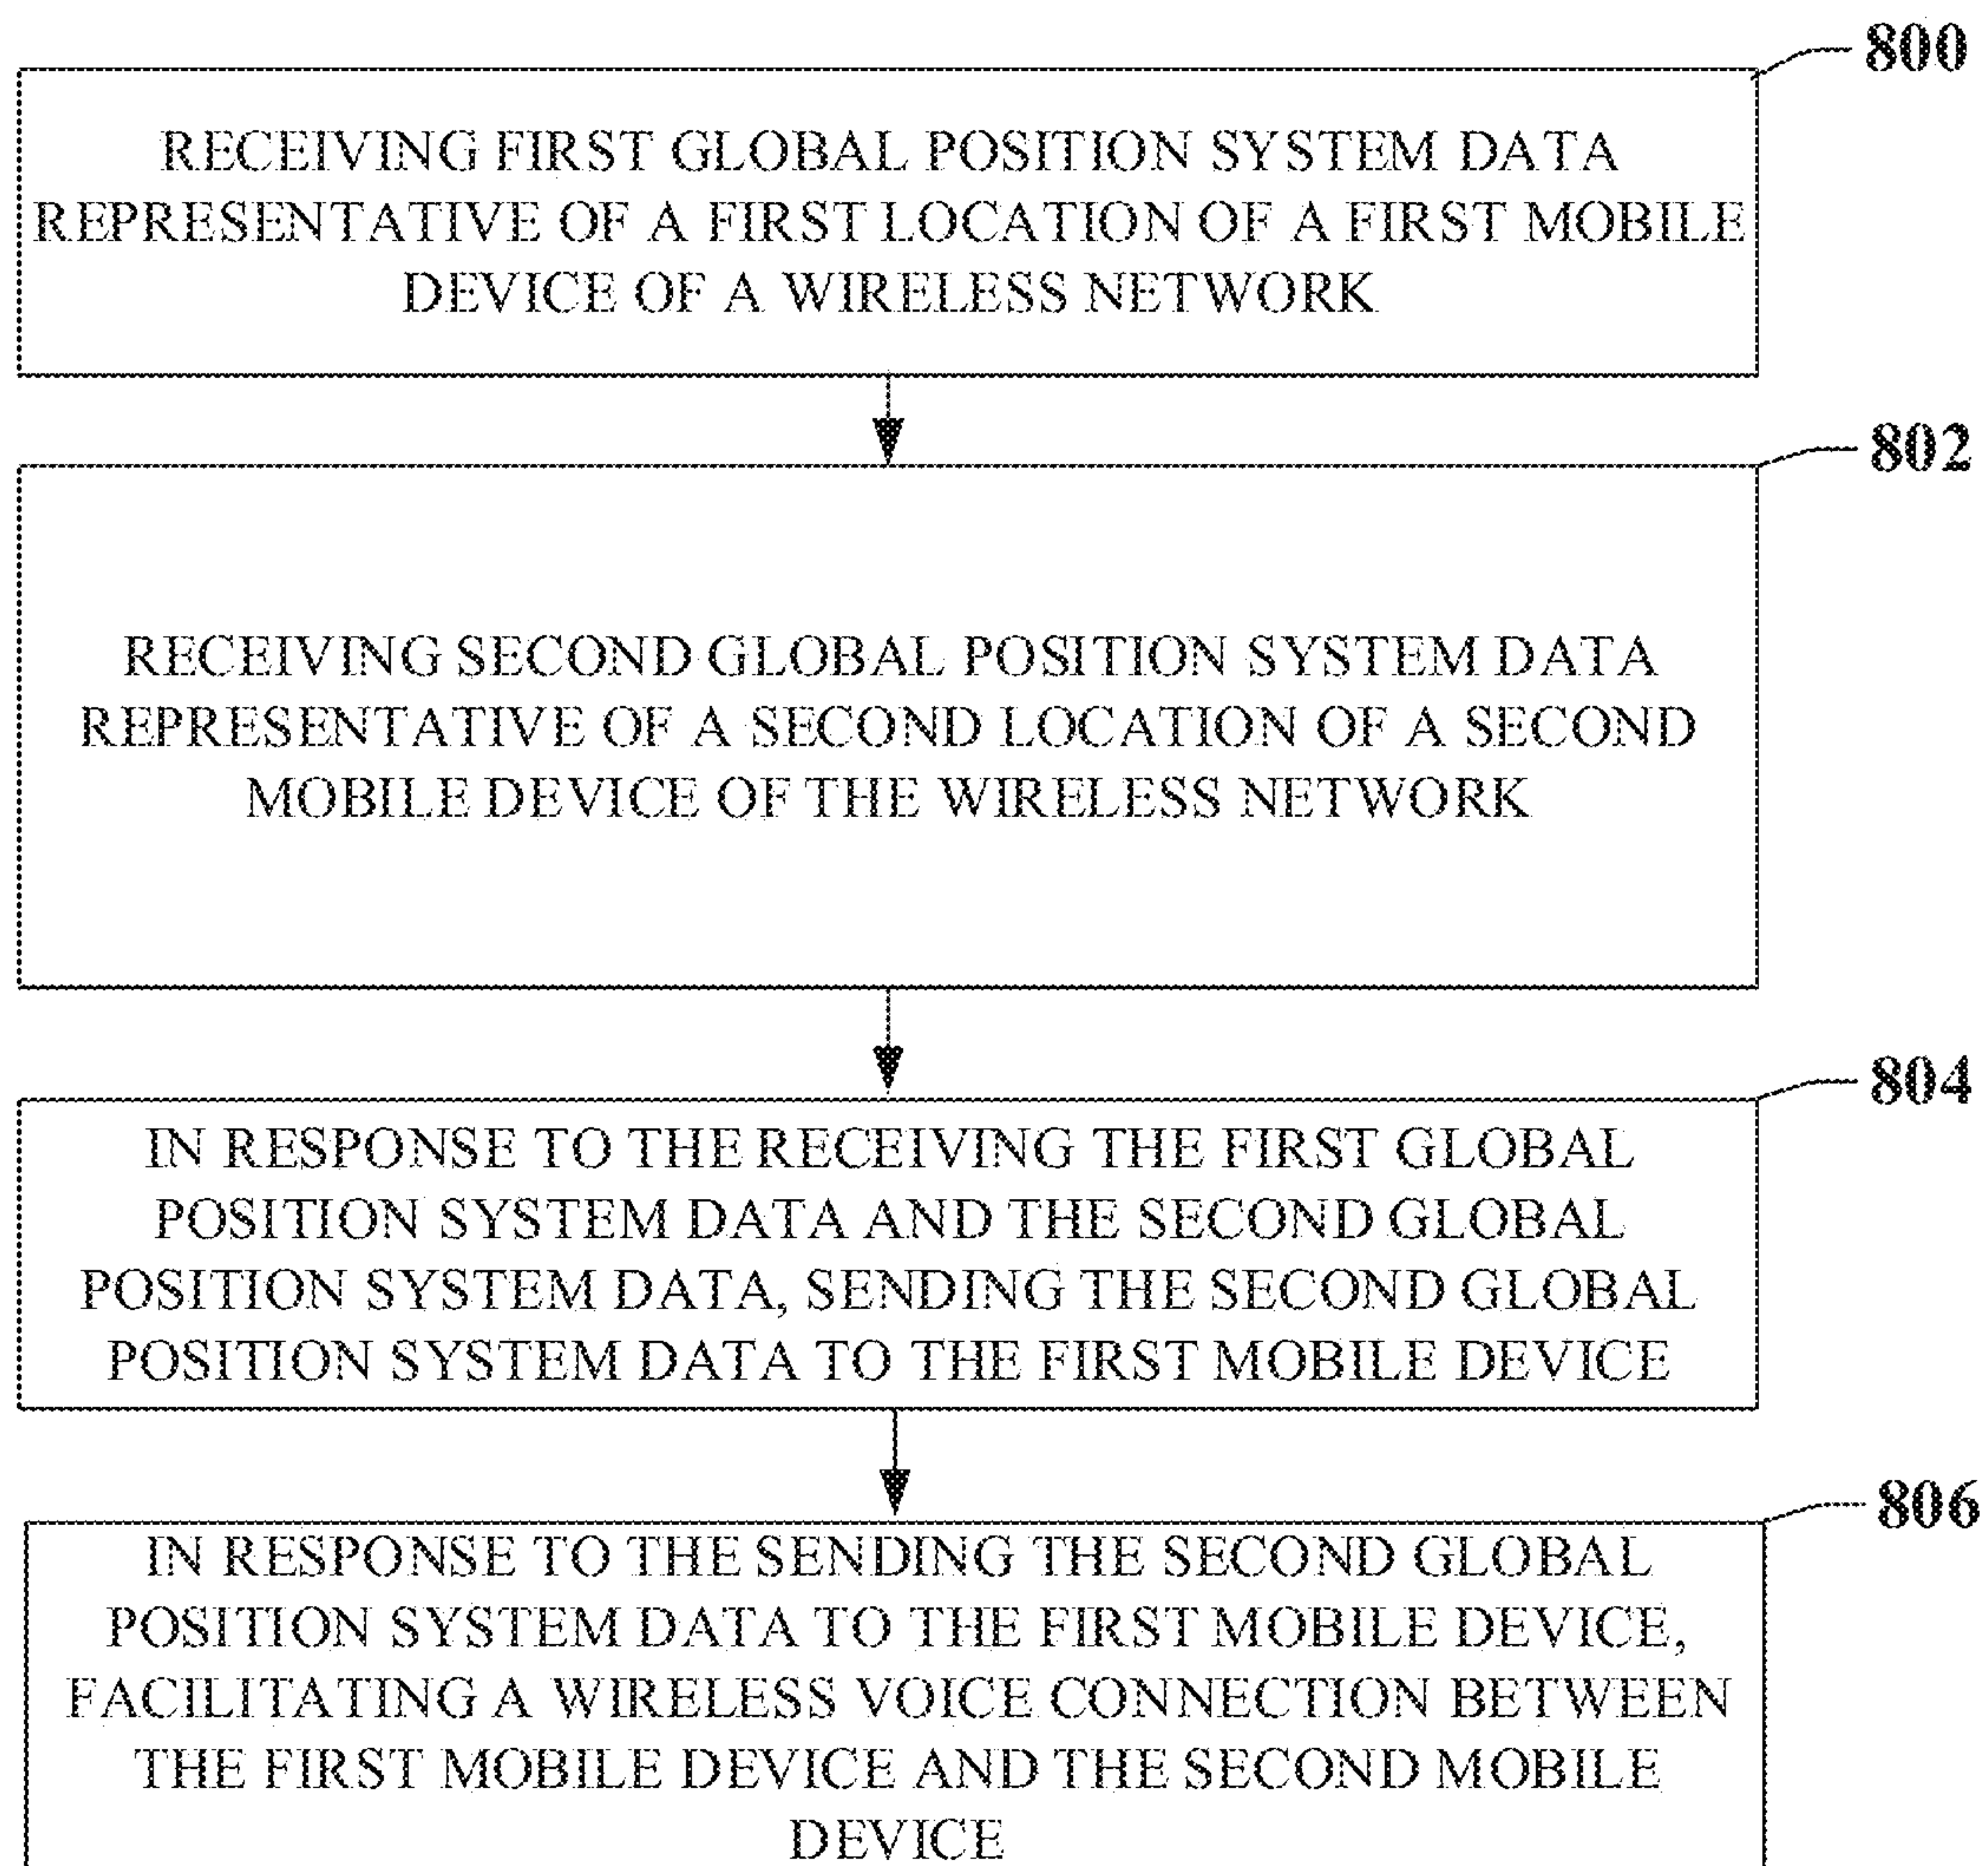 800
RECEIVING FIRST GLOBAL POSITION SYSTEM DATA
REPRESENTATIVE OF A FIRST LOCATION OF A FIRST MOBILE
DEVICE OF A WIRELESS NETWORK
802
RECEIVING SECOND GLOBAL POSITION SYSTEM DATA
REPRESENTATIVE OF A SECOND LOCATION OF A SECOND
MOBILE DEVICE OF THE WIRELESS NETWORK
804
IN RESPONSE TO THE RECEIVING THE FIRST GLOBAL
POSITION SYSTEM DATA AND THE SECOND GLOBAL
POSITION SYSTEM DATA, SENDING THE SECOND GLOBAL
POSITION SYSTEM DATA TO THE FIRST MOBILE DEVICE
806
IN RESPONSE TO THE SENDING THE SECOND GLOBAL
POSITION SYSTEM DATA TO THE FIRST MOBILE DEVICE,
FACILITATING A WIRELESS VOICE CONNECTION BETWEEN
THE FIRST MOBILE DEVICE AND THE SECOND MOBILE
DEVICE